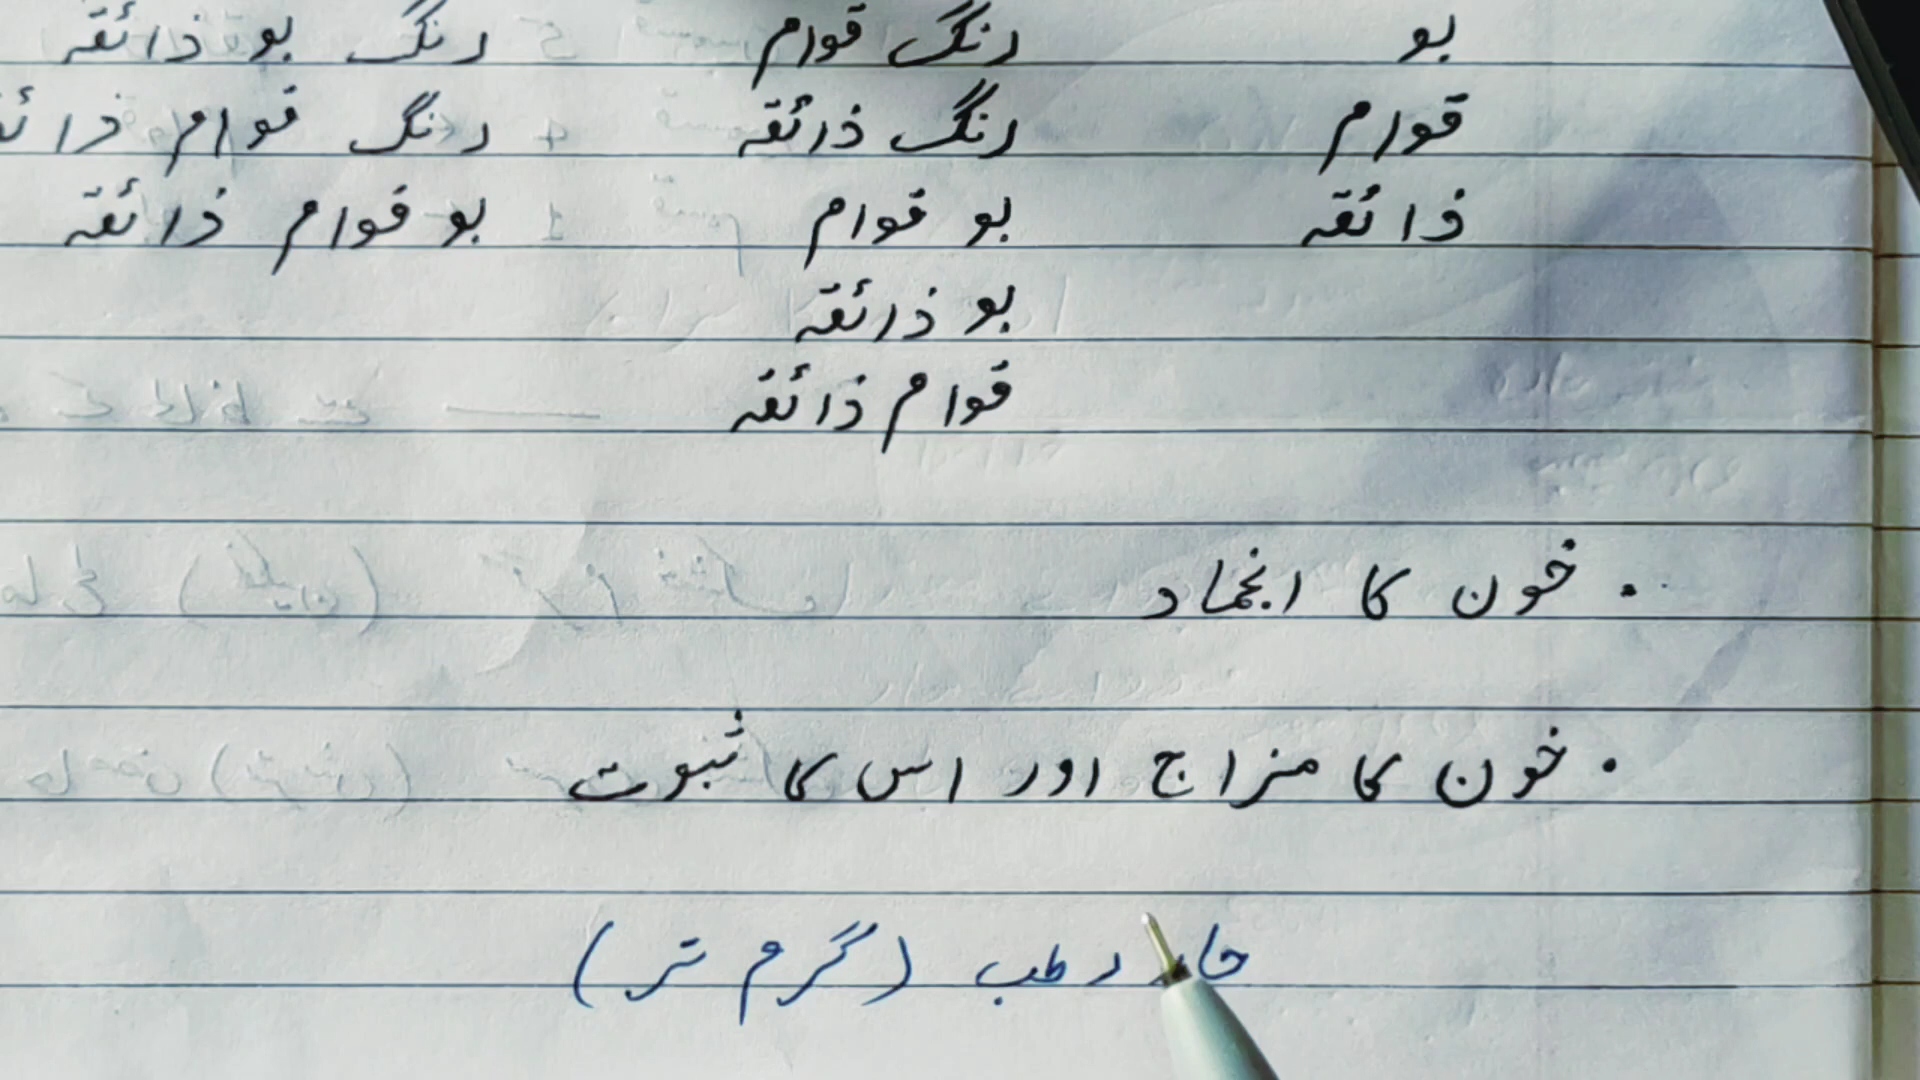 بو رنگ قوام رنگ بو ذائقہ
قوام رنگ ذائقہ رنگ قوام ذائقہ
ذائقہ بو قوام بو قوام ذائقہ
بو ذائقہ
قوام ذائقہ
. خون کا انجماد
. خون کا مزاج اور اس کا ثبوت
حار رطب (گرم تر)